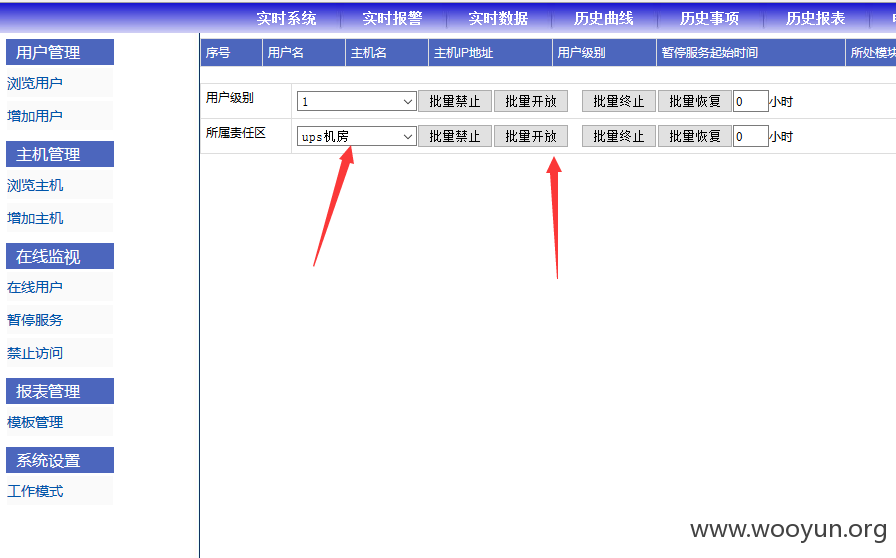 实时系统 实时报警 实时数据 历史曲线 历史事项 历史报表
用户管理
浏览用户
增加用户
主机管理
浏览主机
增加主机
在线监视
在线用户
暂停服务
禁止访问
报表管理
模板管理
系统设置
工作模式
序号 用户名 主机名 主机IP地址 用户级别 暂停服务起始时间 所处模块
用户级别 1 批量禁止 批量开放 批量终止 批量恢复 0 小时
所属责任区 ups机房 批量禁止 批量开放 批量终止 批量恢复 0 小时
www.wooyun.org